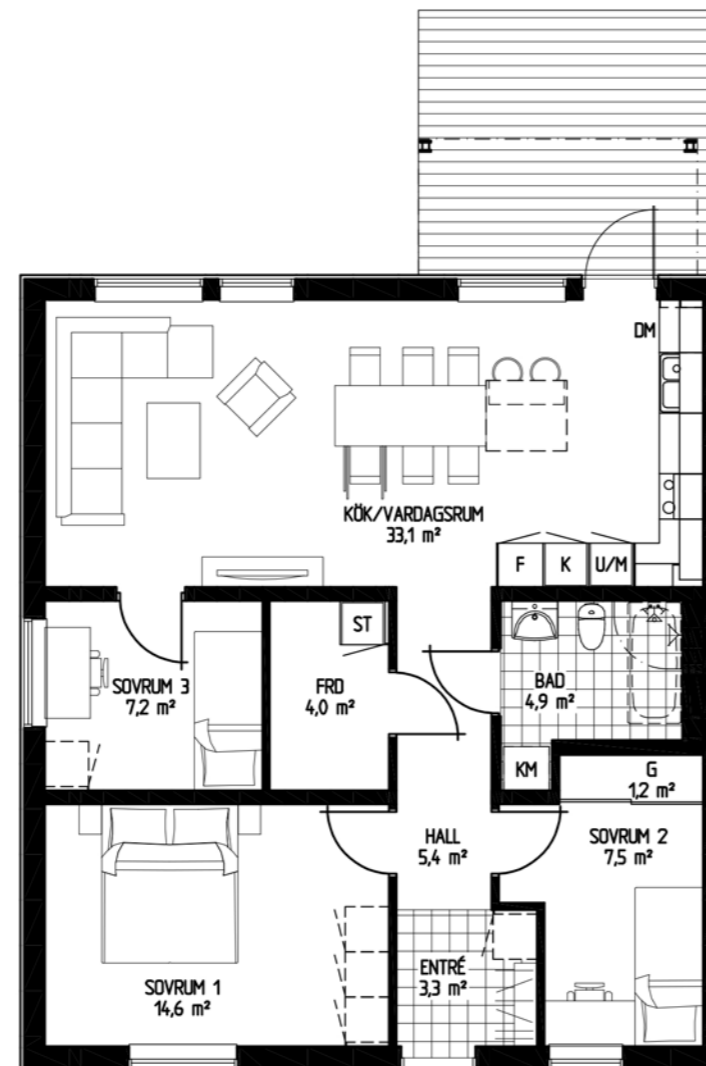 DM
KÖK/VARDAGSRUM
33,1 m²
F K U/M
ST
SOVRUM 3
7,2 m²
FRD
4,0 m²
BAD
4,9 m²
KM
G
1,2 m²
HALL
5,4 m²
SOVRUM 2
7,5 m²
ENTRÉ
3,3 m²
SOVRUM 1
14,6 m²